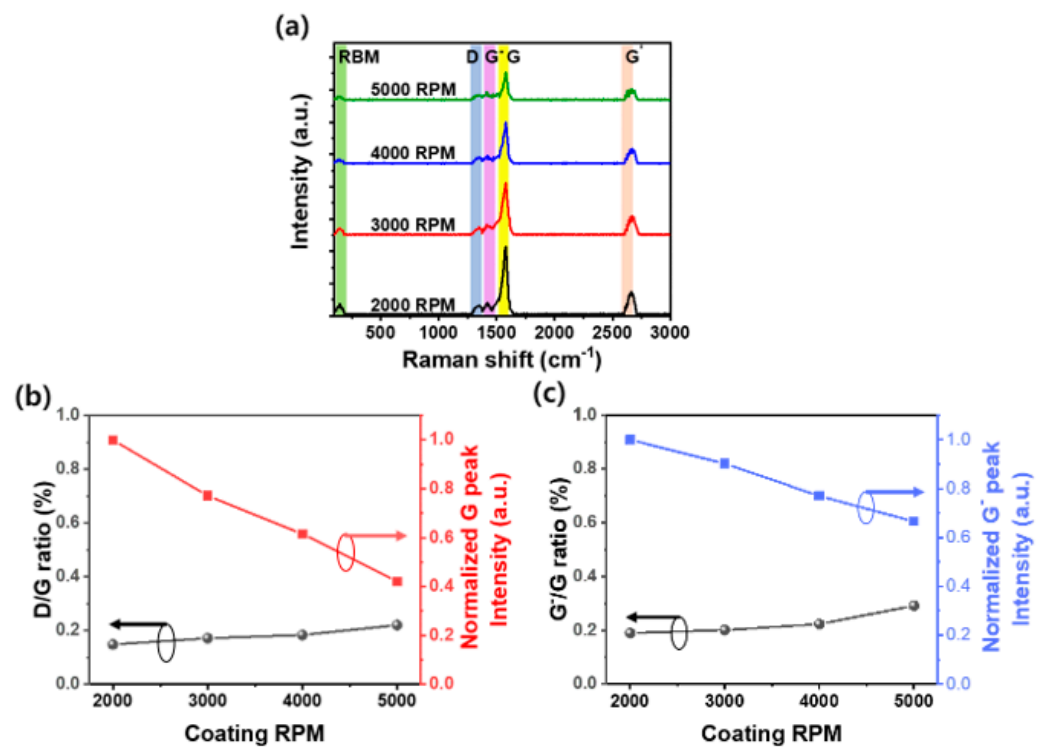 (a)
RBM D G⁻ G G'
5000 RPM
4000 RPM
3000 RPM
2000 RPM
Intensity (a.u.)
500 1000 1500 2000 2500 3000
Raman shift (cm⁻¹)
(b)
1.0
0.8
0.6
0.4
0.2
0.0
D/G ratio (%)
1.0
0.8
0.6
0.4
0.2
0.0
Normalized G peak
Intensity (a.u.)
2000 3000 4000 5000
Coating RPM
(c)
1.0
0.8
0.6
0.4
0.2
0.0
G⁻/G ratio (%)
1.0
0.8
0.6
0.4
0.2
0.0
Normalized G⁻ peak
Intensity (a.u.)
2000 3000 4000 5000
Coating RPM